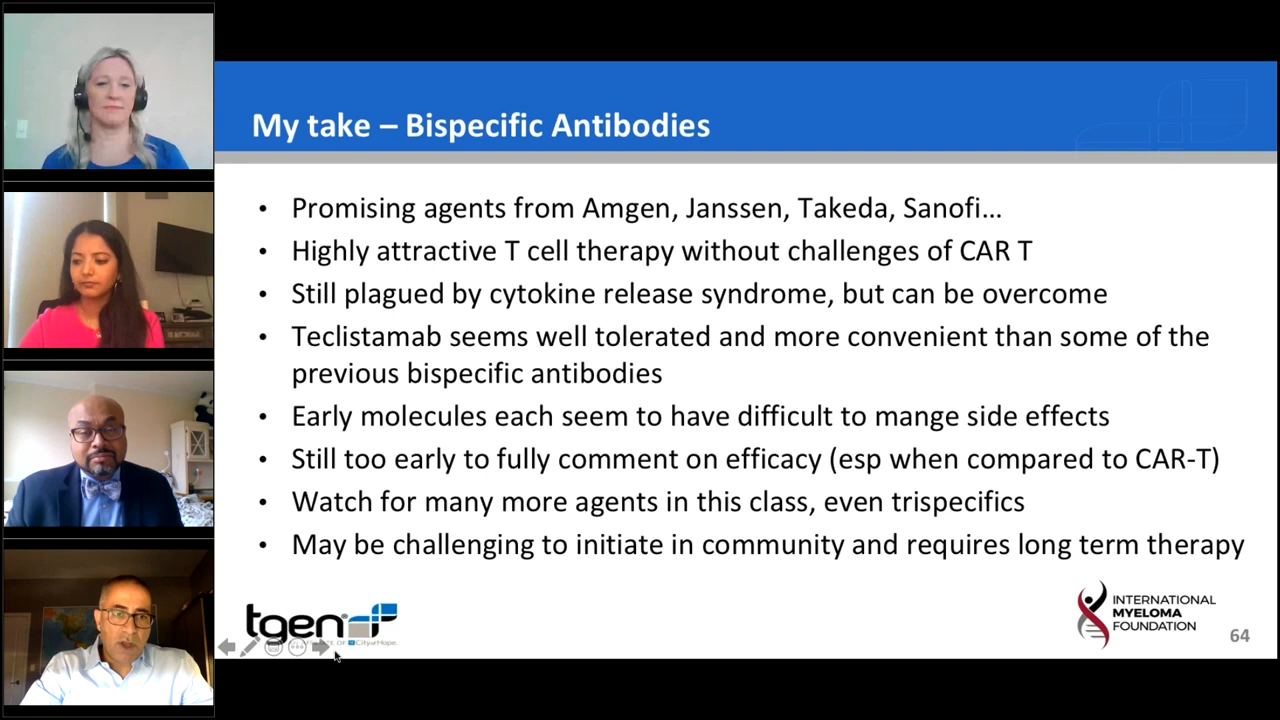 My take – Bispecific Antibodies
• Promising agents from Amgen, Janssen, Takeda, Sanofi…
• Highly attractive T cell therapy without challenges of CAR T
• Still plagued by cytokine release syndrome, but can be overcome
• Teclistamab seems well tolerated and more convenient than some of the
previous bispecific antibodies
• Early molecules each seem to have difficult to mange side effects
• Still too early to fully comment on efficacy (esp when compared to CAR-T)
• Watch for many more agents in this class, even trispecifics
• May be challenging to initiate in community and requires long term therapy
tgen®
OF City of Hope.
INTERNATIONAL
MYELOMA
FOUNDATION
64